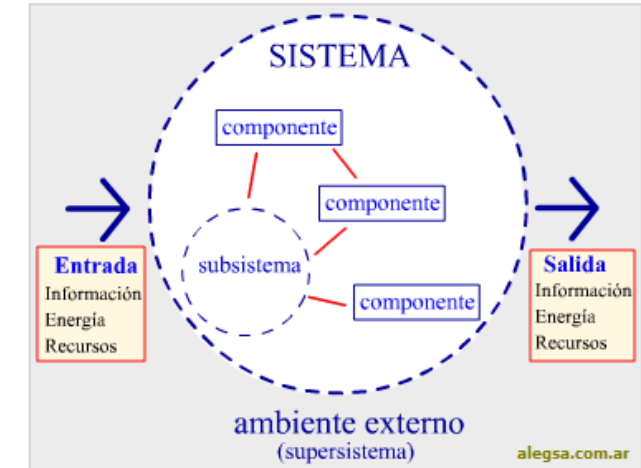 SISTEMA
componente
componente
subsistema
componente
Entrada
Información
Energía
Recursos
Salida
Información
Energía
Recursos
ambiente externo
(supersistema)
alegsa.com.ar